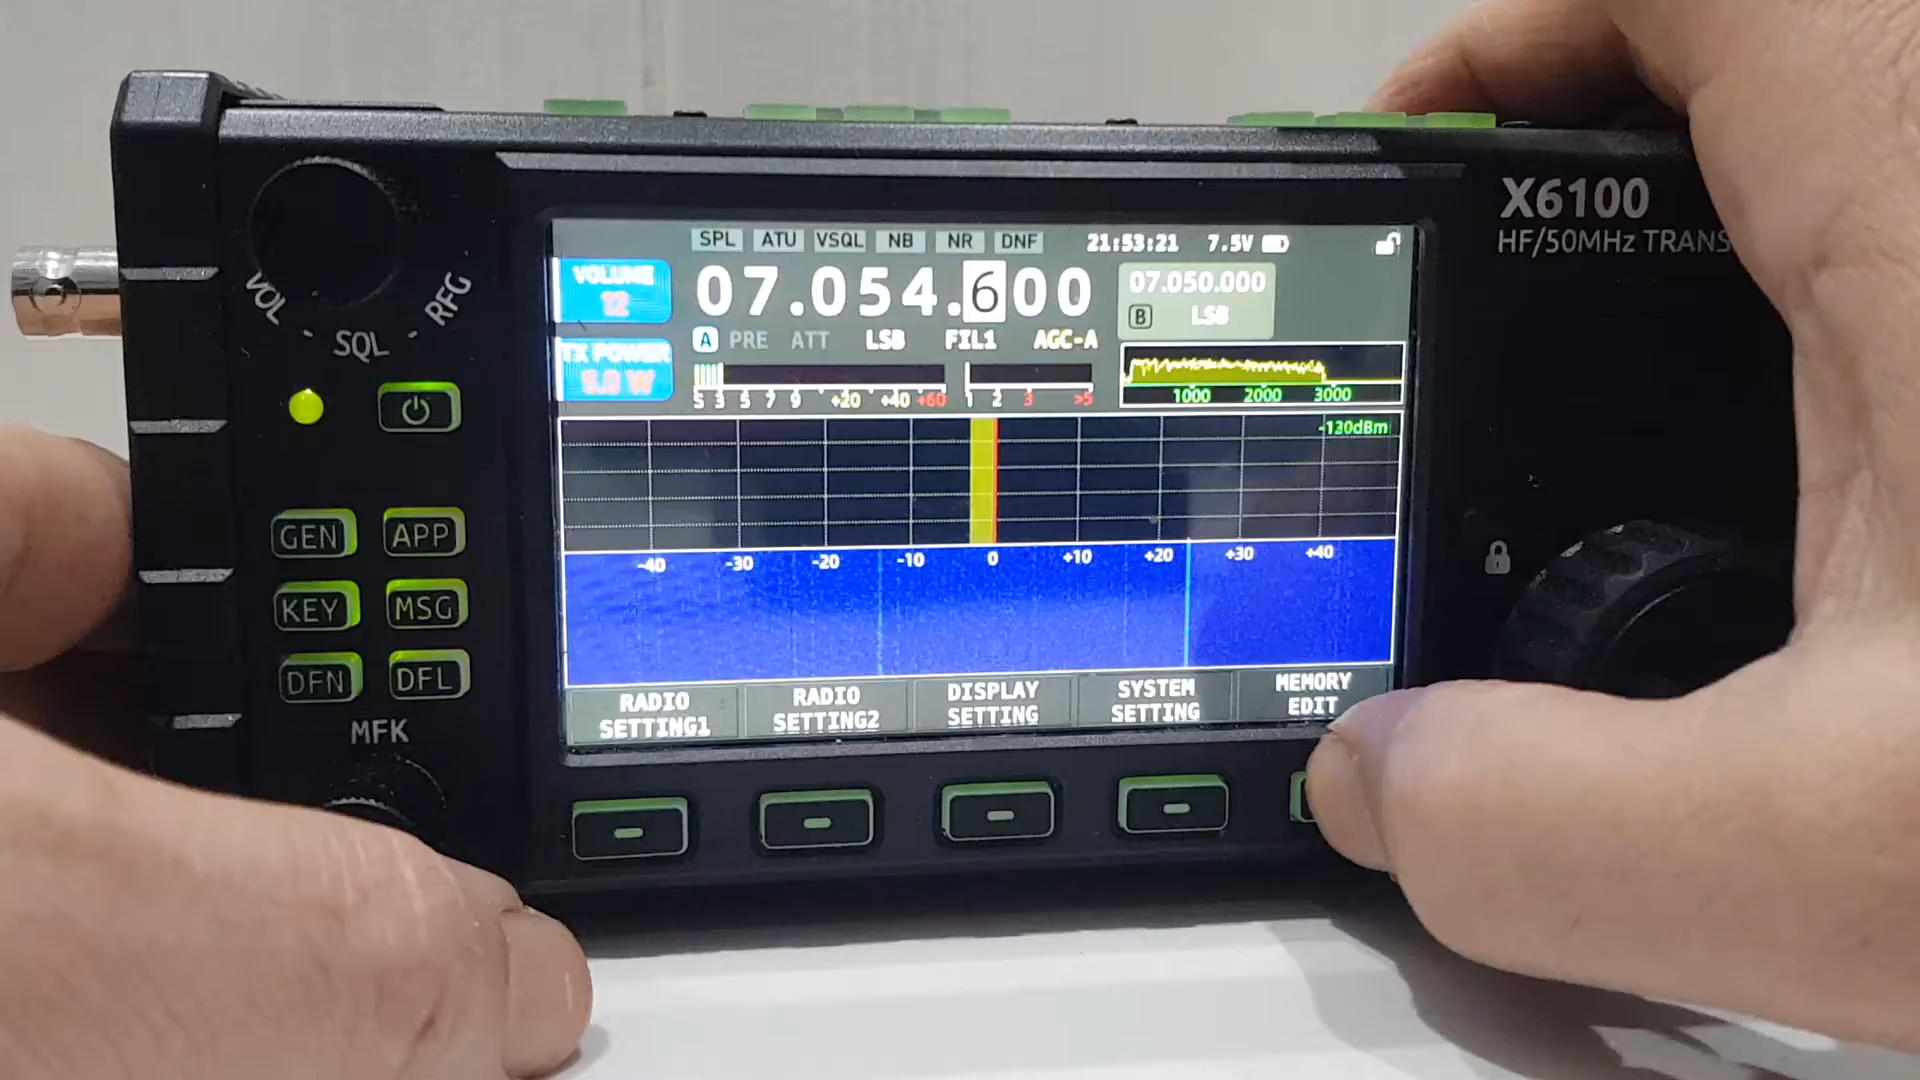 X6100
HF/50MHz TRANS
SPL ATU VSQL NB NR DNF 21:53:21 7.5V
VOLUME
12
07.054.600
07.050.000
B LSB
A PRE ATT LSB FIL1 AGC-A
TX POWER
5.0 W
S 3 5 7 9 +20 +40 +60 1 2 3 >5
1000 2000 3000
-130dBm
-40 -30 -20 -10 0 +10 +20 +30 +40
RADIO
SETTING1
RADIO
SETTING2
DISPLAY
SETTING
SYSTEM
SETTING
MEMORY
EDIT
VOL - SQL - RFG
GEN APP
KEY MSG
DFN DFL
MFK